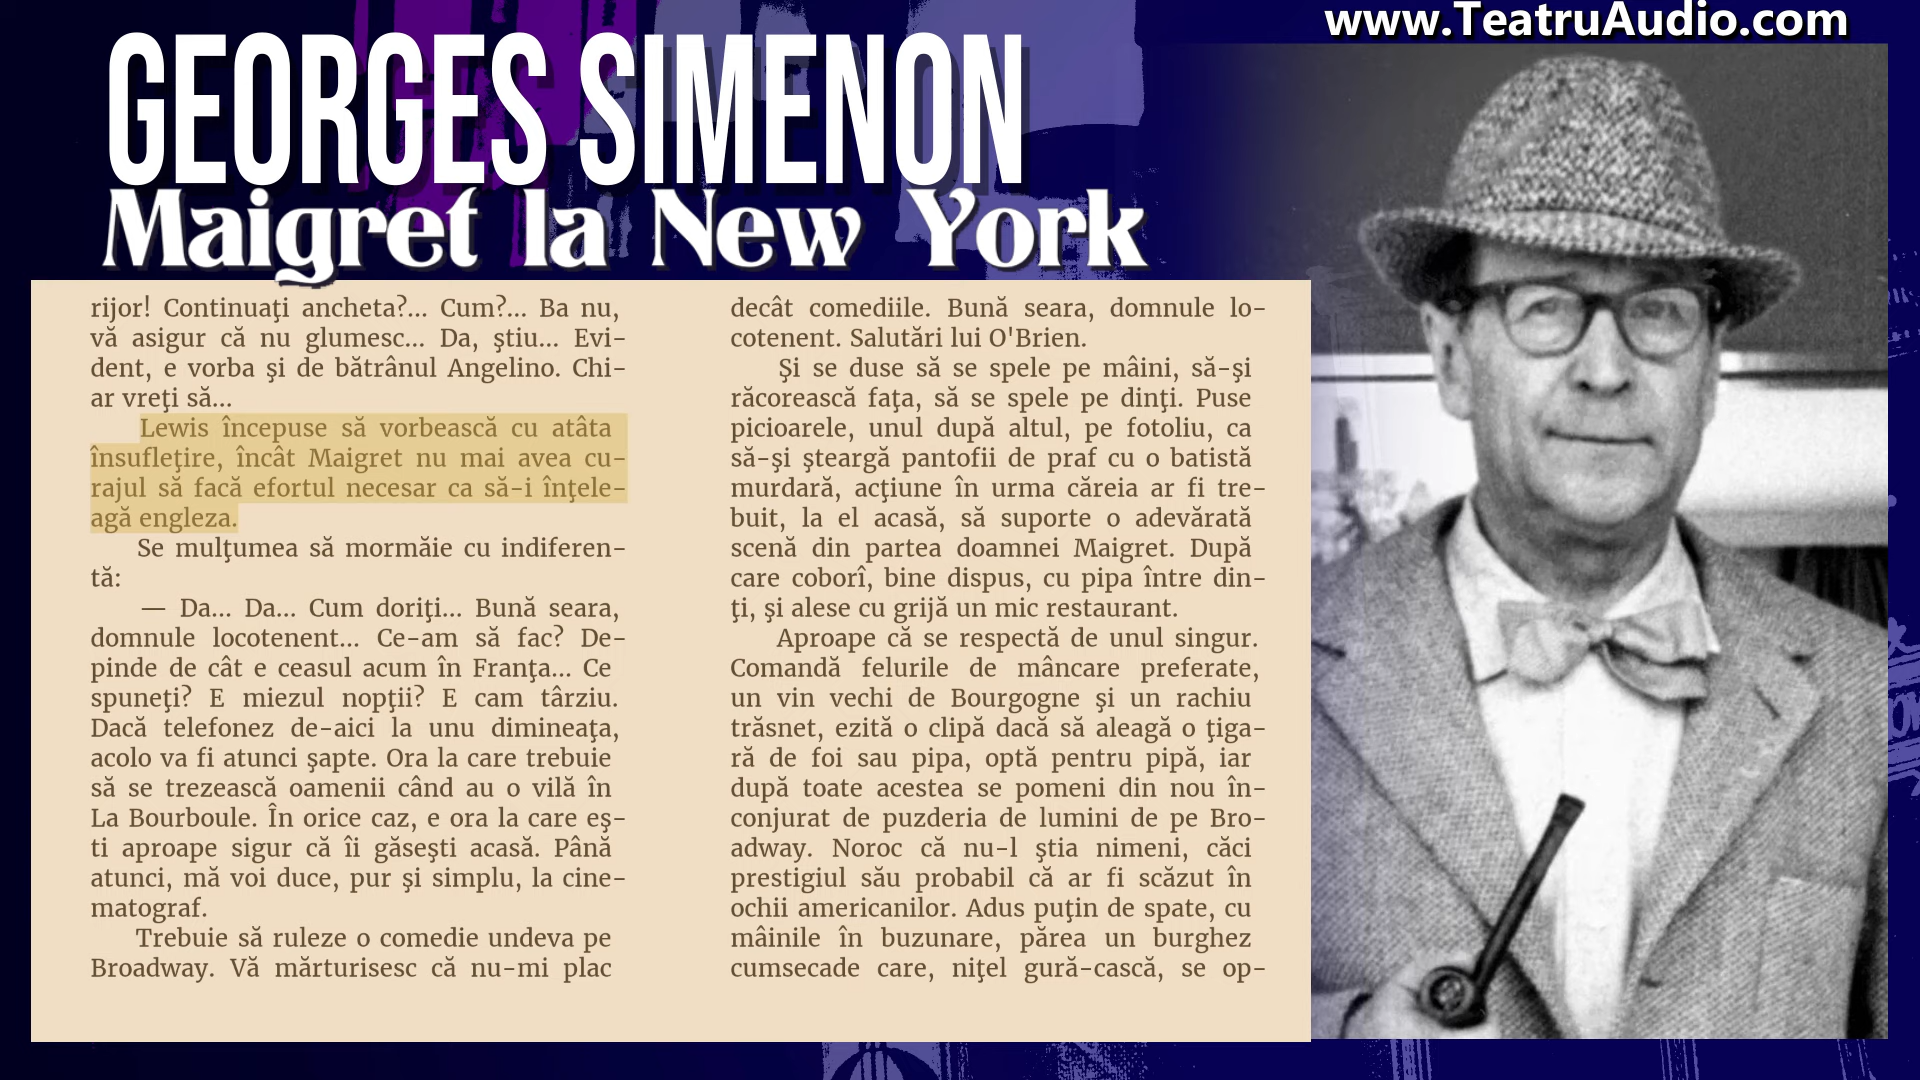 www.TeatruAudio.com
GEORGES SIMENON
Maigret la New York
rijor! Continuaţi ancheta?... Cum?... Ba nu,
vă asigur că nu glumesc... Da, ştiu... Evi-
dent, e vorba şi de bătrânul Angelino. Chi-
ar vreţi să...
Lewis începuse să vorbească cu atâta
însufleţire, încât Maigret nu mai avea cu-
rajul să facă efortul necesar ca să-i înţele-
agă engleza.
Se mulţumea să mormăie cu indiferen-
tă:
— Da... Da... Cum doriţi... Bună seara,
domnule locotenent... Ce-am să fac? De-
pinde de cât e ceasul acum în Franţa... Ce
spuneţi? E miezul nopţii? E cam târziu.
Dacă telefonez de-aici la unu dimineaţa,
acolo va fi atunci şapte. Ora la care trebuie
să se trezească oamenii când au o vilă în
La Bourboule. În orice caz, e ora la care eş-
ti aproape sigur că îi găseşti acasă. Până
atunci, mă voi duce, pur şi simplu, la cine-
matograf.
Trebuie să ruleze o comedie undeva pe
Broadway. Vă mărturisesc că nu-mi plac
decât comediile. Bună seara, domnule lo-
cotenent. Salutări lui O'Brien.
Şi se duse să se spele pe mâini, să-şi
răcorească faţa, să se spele pe dinţi. Puse
picioarele, unul după altul, pe fotoliu, ca
să-şi şteargă pantofii de praf cu o batistă
murdară, acţiune în urma căreia ar fi tre-
buit, la el acasă, să suporte o adevărată
scenă din partea doamnei Maigret. După
care coborî, bine dispus, cu pipa între din-
ţi, şi alese cu grijă un mic restaurant.
Aproape că se respectă de unul singur.
Comandă felurile de mâncare preferate,
un vin vechi de Bourgogne şi un rachiu
trăsnet, ezită o clipă dacă să aleagă o ţiga-
ră de foi sau pipa, optă pentru pipă, iar
după toate acestea se pomeni din nou în-
conjurat de puzderia de lumini de pe Bro-
adway. Noroc că nu-l ştia nimeni, căci
prestigiul său probabil că ar fi scăzut în
ochii americanilor. Adus puţin de spate, cu
mâinile în buzunare, părea un burghez
cumsecade care, niţel gură-cască, se op-